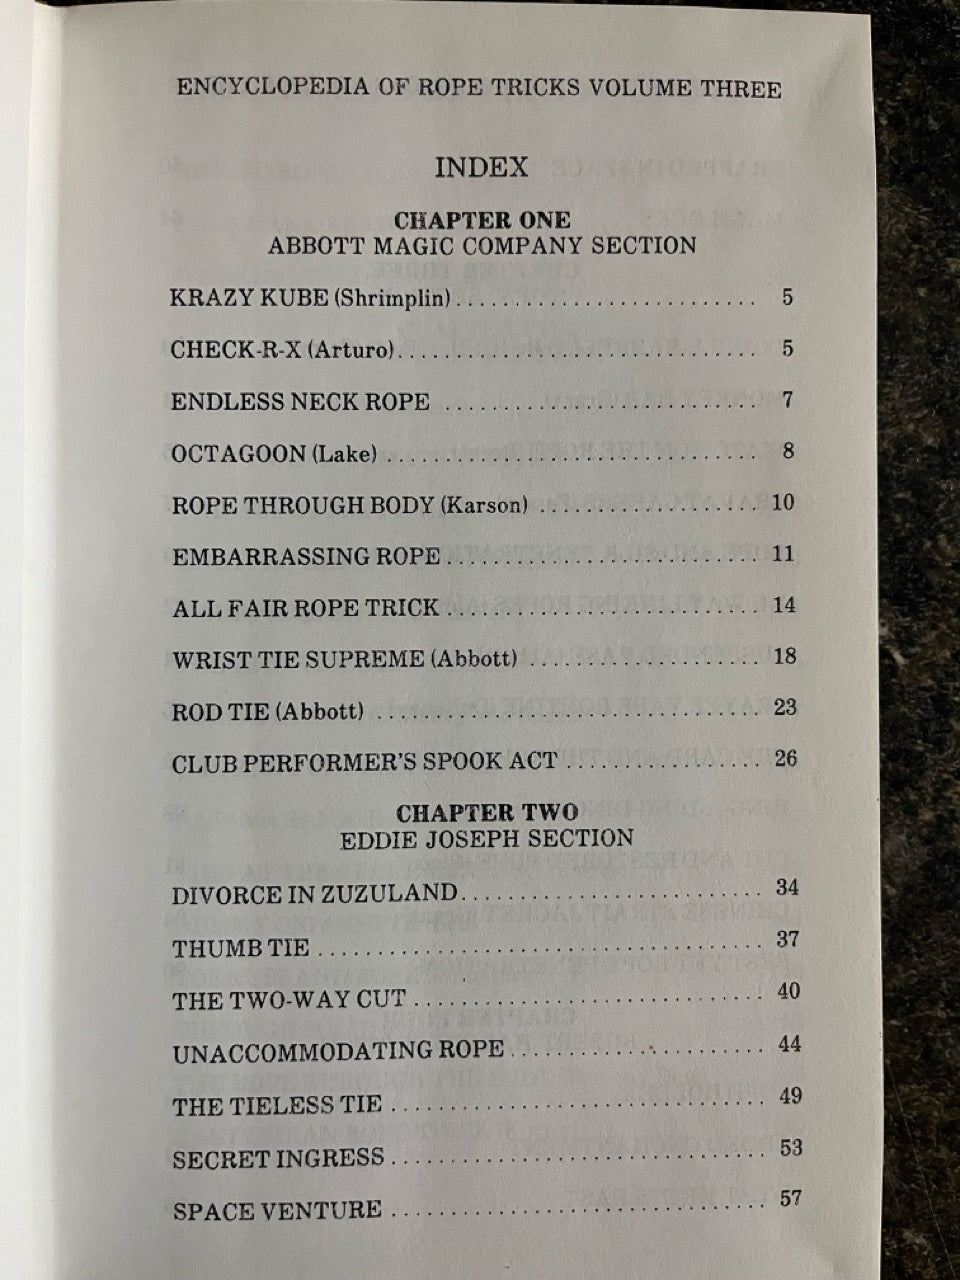 ENCYCLOPEDIA OF ROPE TRICKS VOLUME THREE
INDEX
CHAPTER ONE
ABBOTT MAGIC COMPANY SECTION
KRAZY KUBE (Shrimplin) . . . . . . . . . . . . . . . . . . . . . . . . . . . 5
CHECK-R-X (Arturo) . . . . . . . . . . . . . . . . . . . . . . . . . . . . . . . . 5
ENDLESS NECK ROPE . . . . . . . . . . . . . . . . . . . . . . . . . . . . 7
OCTAGOON (Lake) . . . . . . . . . . . . . . . . . . . . . . . . . . . . . . . . . 8
ROPE THROUGH BODY (Karson) . . . . . . . . . . . . . . . . . . . . 10
EMBARRASSING ROPE . . . . . . . . . . . . . . . . . . . . . . . . . . . . 11
ALL FAIR ROPE TRICK . . . . . . . . . . . . . . . . . . . . . . . . . . . . 14
WRIST TIE SUPREME (Abbott) . . . . . . . . . . . . . . . . . . . . . 18
ROD TIE (Abbott) . . . . . . . . . . . . . . . . . . . . . . . . . . . . . . . . . . 23
CLUB PERFORMER'S SPOOK ACT . . . . . . . . . . . . . . . . . . 26
CHAPTER TWO
EDDIE JOSEPH SECTION
DIVORCE IN ZUZULAND . . . . . . . . . . . . . . . . . . . . . . . . . . . 34
THUMB TIE . . . . . . . . . . . . . . . . . . . . . . . . . . . . . . . . . . . . . . . . 37
THE TWO-WAY CUT . . . . . . . . . . . . . . . . . . . . . . . . . . . . . . . 40
UNACCOMMODATING ROPE . . . . . . . . . . . . . . . . . . . . . . . 44
THE TIELESS TIE . . . . . . . . . . . . . . . . . . . . . . . . . . . . . . . . . . 49
SECRET INGRESS . . . . . . . . . . . . . . . . . . . . . . . . . . . . . . . . . . 53
SPACE VENTURE . . . . . . . . . . . . . . . . . . . . . . . . . . . . . . . . . . 57